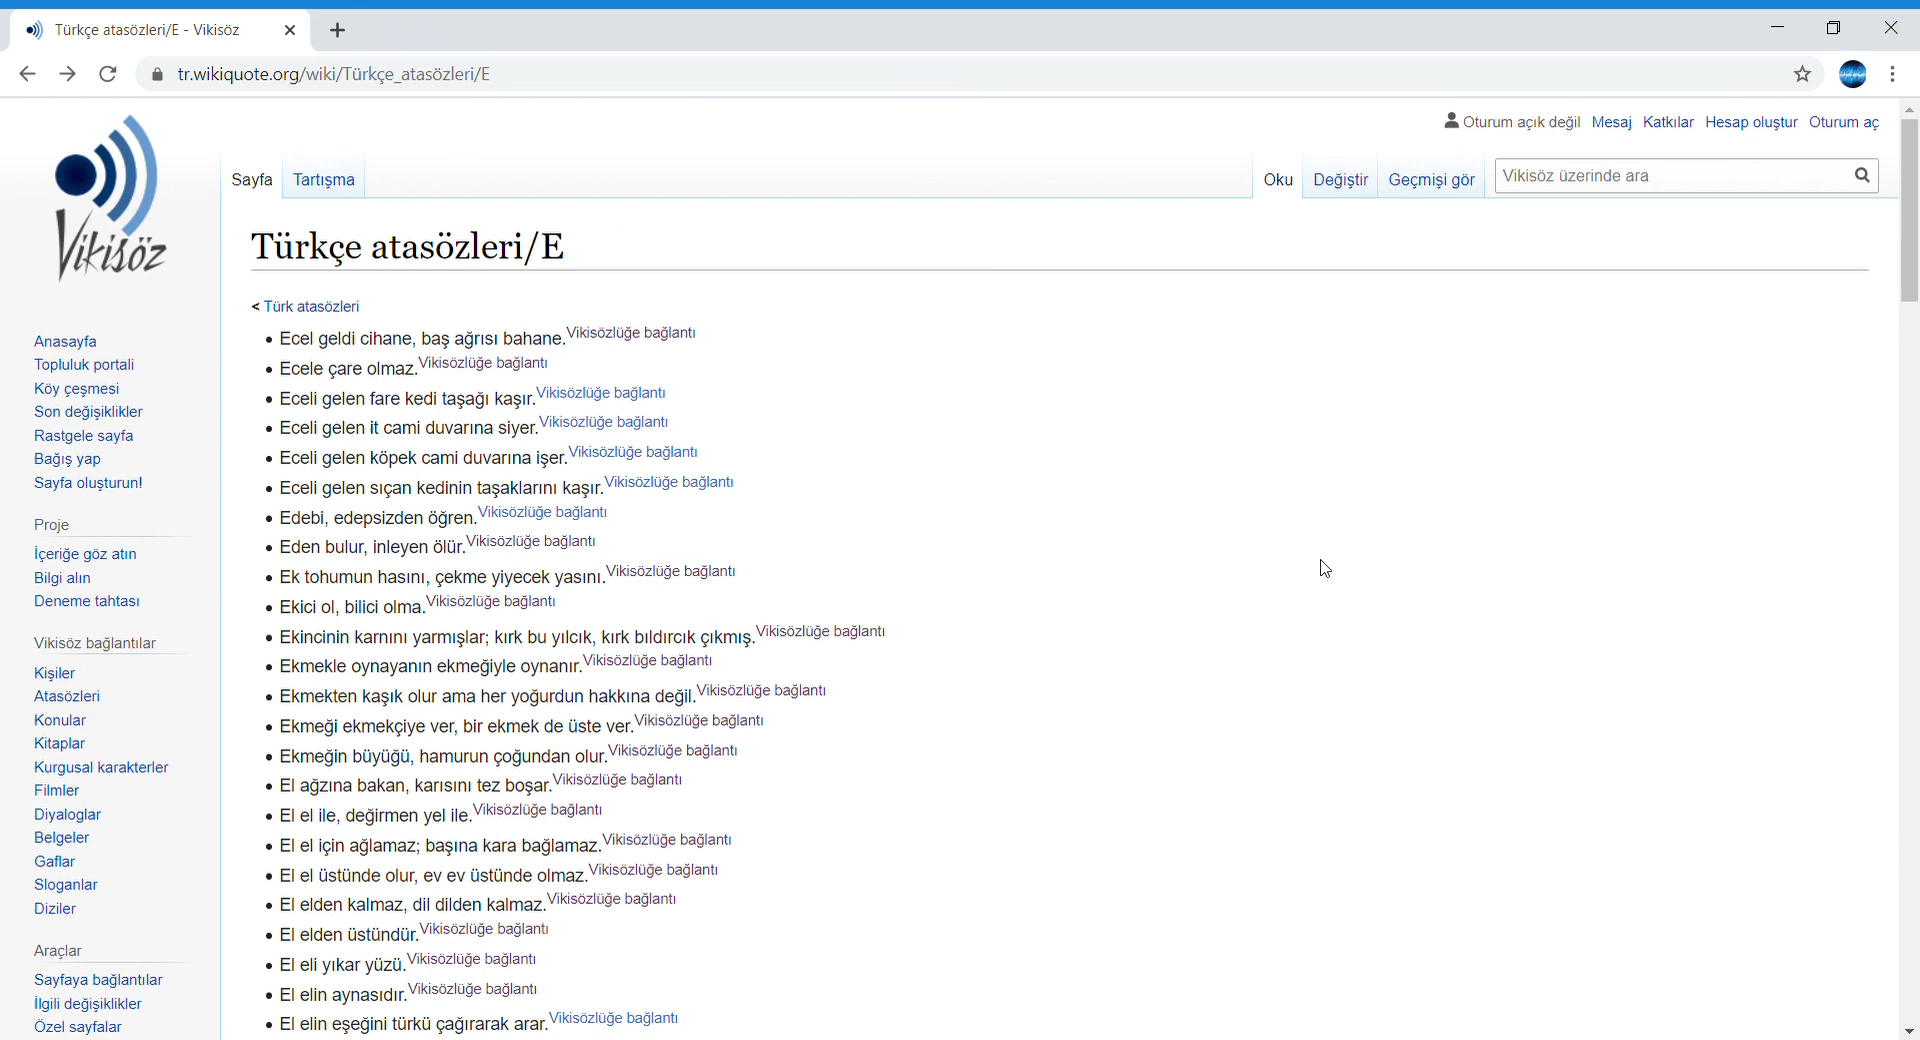 Türkçe atasözleri/E - Vikisöz
tr.wikiquote.org/wiki/Türkçe_atasözleri/E
Oturum açık değil Mesaj Katkılar Hesap oluştur Oturum aç
Sayfa Tartışma Oku Değiştir Geçmişi gör Vikisöz üzerinde ara
Vikisöz
Türkçe atasözleri/E
< Türk atasözleri
Ecel geldi cihane, baş ağrısı bahane. Vikisözlüğe bağlantı
Ecele çare olmaz. Vikisözlüğe bağlantı
Eceli gelen fare kedi taşağı kaşır. Vikisözlüğe bağlantı
Eceli gelen it cami duvarına siyer. Vikisözlüğe bağlantı
Eceli gelen köpek cami duvarına işer. Vikisözlüğe bağlantı
Eceli gelen sıçan kedinin taşaklarını kaşır. Vikisözlüğe bağlantı
Edebi, edepsizden öğren. Vikisözlüğe bağlantı
Eden bulur, inleyen ölür. Vikisözlüğe bağlantı
Ek tohumun hasını, çekme yiyecek yasını. Vikisözlüğe bağlantı
Ekici ol, bilici olma. Vikisözlüğe bağlantı
Ekincinin karnını yarmışlar; kırk bu yılcık, kırk bıldırcık çıkmış. Vikisözlüğe bağlantı
Ekmekle oynayanın ekmeğiyle oynanır. Vikisözlüğe bağlantı
Ekmekten kaşık olur ama her yoğurdun hakkına değil. Vikisözlüğe bağlantı
Ekmeği ekmekçiye ver, bir ekmek de üste ver. Vikisözlüğe bağlantı
Ekmeğin büyüğü, hamurun çoğundan olur. Vikisözlüğe bağlantı
El ağzına bakan, karısını tez boşar. Vikisözlüğe bağlantı
El el ile, değirmen yel ile. Vikisözlüğe bağlantı
El el için ağlamaz; başına kara bağlamaz. Vikisözlüğe bağlantı
El el üstünde olur, ev ev üstünde olmaz. Vikisözlüğe bağlantı
El elden kalmaz, dil dilden kalmaz. Vikisözlüğe bağlantı
El elden üstündür. Vikisözlüğe bağlantı
El eli yıkar yüzü. Vikisözlüğe bağlantı
El elin aynasıdır. Vikisözlüğe bağlantı
El elin eşeğini türkü çağırarak arar. Vikisözlüğe bağlantı
Anasayfa
Topluluk portali
Köy çeşmesi
Son değişiklikler
Rastgele sayfa
Bağış yap
Sayfa oluşturun!
Proje
İçeriğe göz atın
Bilgi alın
Deneme tahtası
Vikisöz bağlantılar
Kişiler
Atasözleri
Konular
Kitaplar
Kurgusal karakterler
Filmler
Diyaloglar
Belgeler
Gaflar
Sloganlar
Diziler
Araçlar
Sayfaya bağlantılar
İlgili değişiklikler
Özel sayfalar